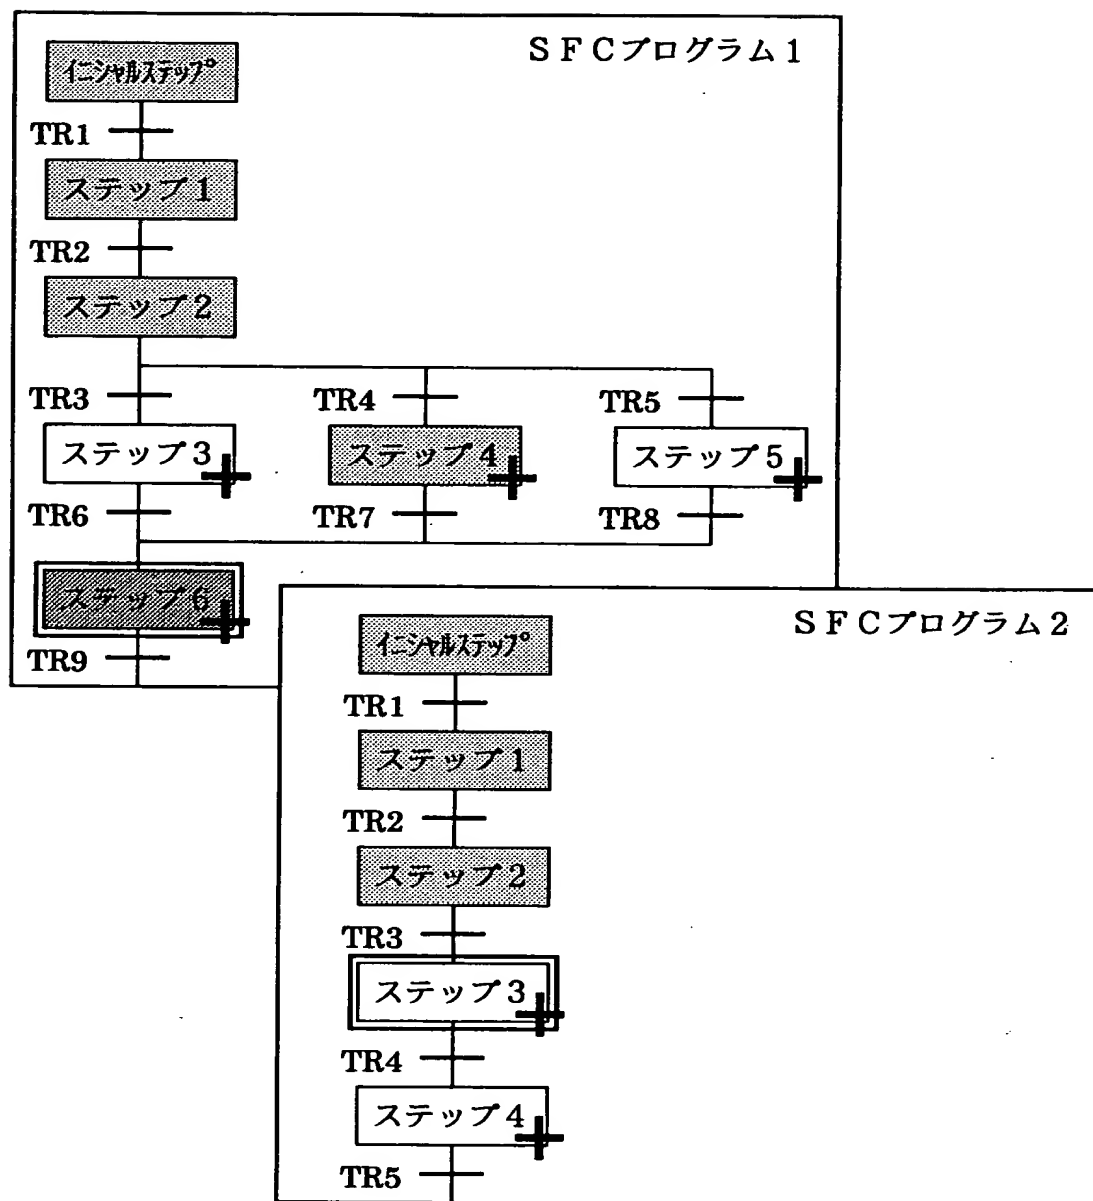 SFCプログラム1
イニシャルステップ
TR1
ステップ1
TR2
ステップ2
TR3 TR4 TR5
ステップ3 ステップ4 ステップ5
TR6 TR7 TR8
ステップ6
TR9
SFCプログラム2
イニシャルステップ
TR1
ステップ1
TR2
ステップ2
TR3
ステップ3
TR4
ステップ4
TR5